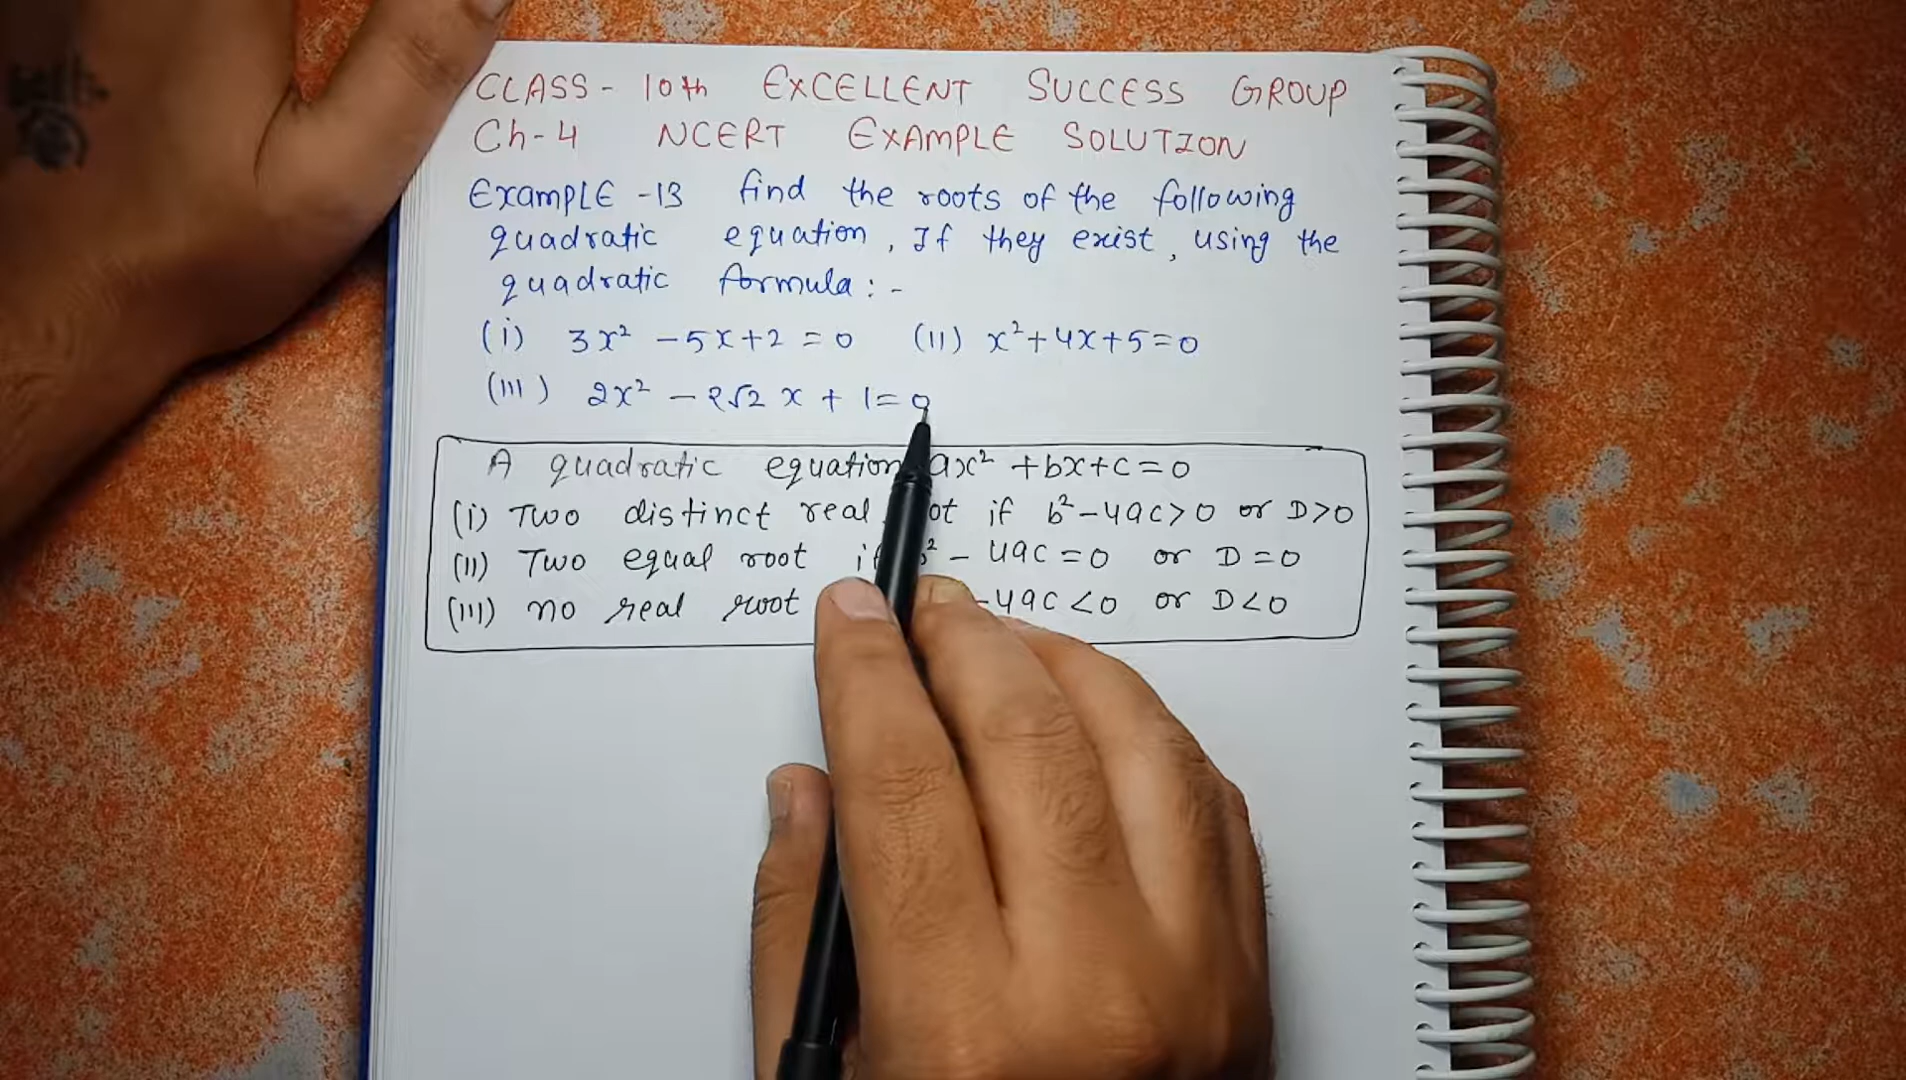 CLASS - 10th EXCELLENT SUCCESS GROUP
Ch-4 NCERT EXAMPLE SOLUTION
Example -13 find the roots of the following
quadratic equation, If they exist, using the
quadratic formula:-
(i) 3x² - 5x + 2 = 0 (II) x² + 4x + 5 = 0
(III) 2x² - 2√2 x + 1 = 0
A quadratic equation ax² + bx + c = 0
(i) Two distinct real if b² - 4ac > 0 or D > 0
(II) Two equal root if b² - 4ac = 0 or D = 0
(III) no real root - 4ac < 0 or D < 0